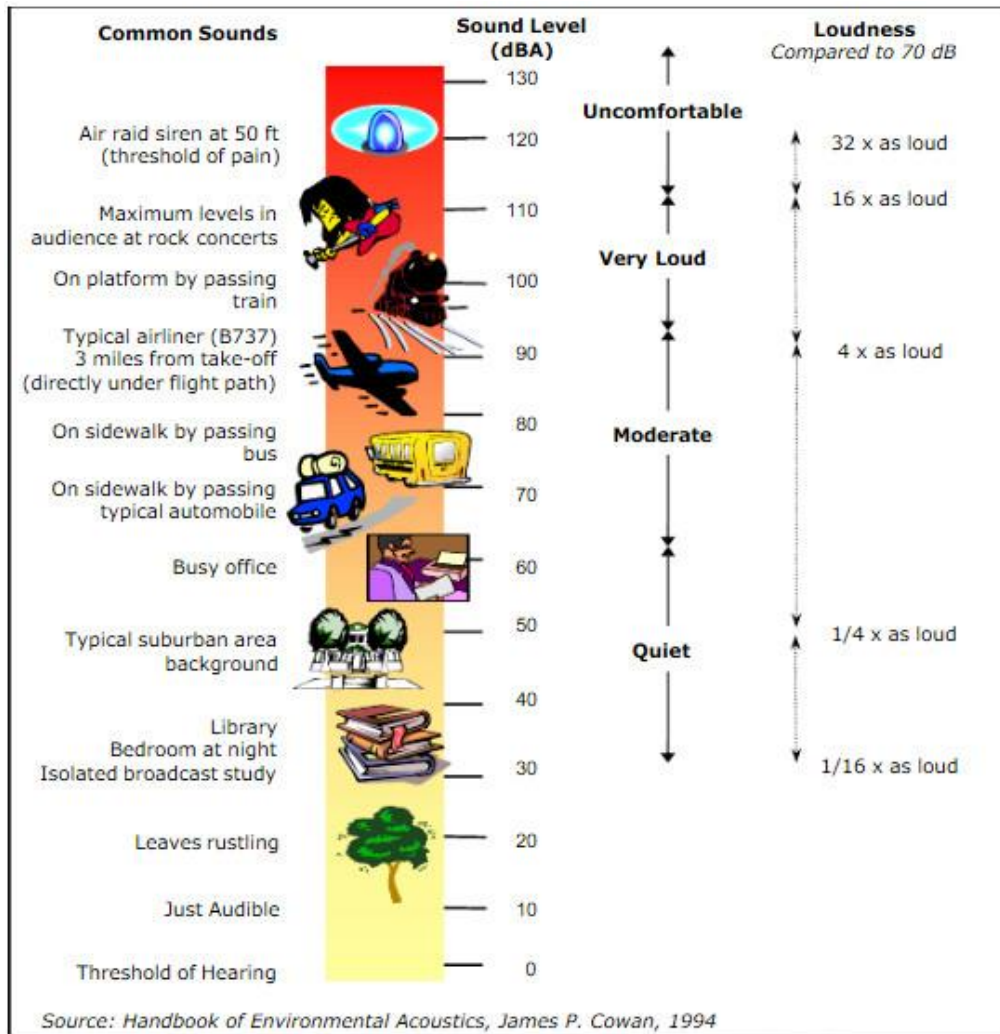 Common Sounds
Sound Level
(dBA)
Loudness
Compared to 70 dB
130
Uncomfortable
Air raid siren at 50 ft
(threshold of pain)
120
32 x as loud
16 x as loud
Maximum levels in
audience at rock concerts
110
Very Loud
On platform by passing
train
100
Typical airliner (B737)
3 miles from take-off
(directly under flight path)
90
4 x as loud
80
On sidewalk by passing
bus
Moderate
On sidewalk by passing
typical automobile
70
Busy office
60
50
Typical suburban area
background
1/4 x as loud
Quiet
40
Library
Bedroom at night
Isolated broadcast study
30
1/16 x as loud
Leaves rustling
20
Just Audible
10
Threshold of Hearing
0
Source: Handbook of Environmental Acoustics, James P. Cowan, 1994